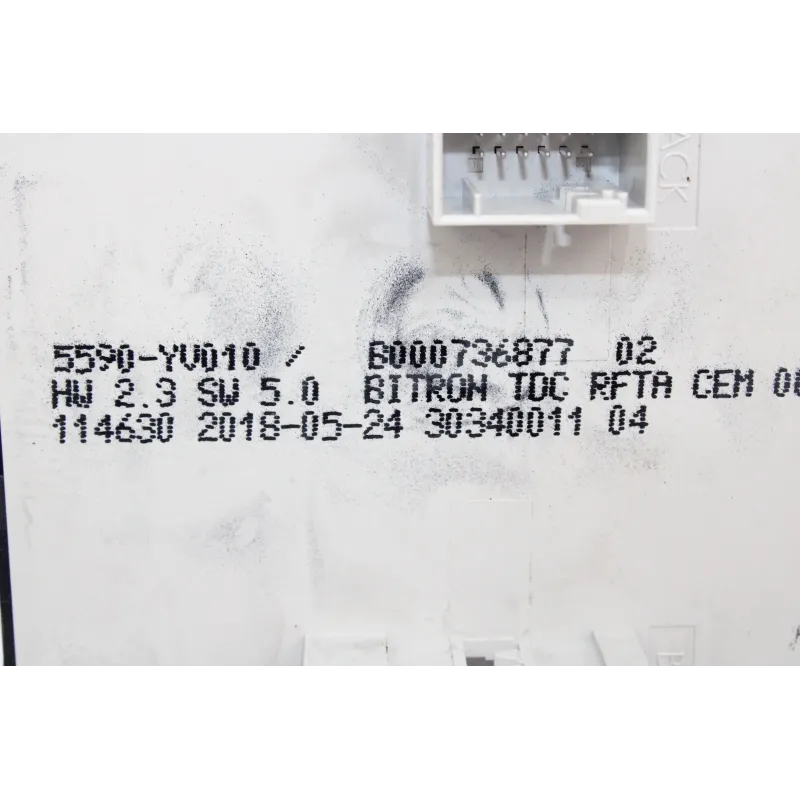 ACK
5590-YV010 / B000736877 02
HW 2.3 SW 5.0 BITRON TDC RFTA CEM
114630 2018-05-24 30340011 04